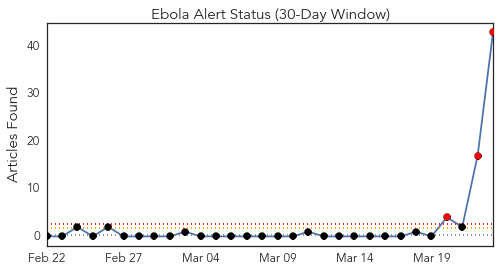 Ebola Alert Status (30-Day Window)
Articles Found
40
30
20
10
0
Feb 22 Feb 27 Mar 04 Mar 09 Mar 14 Mar 19